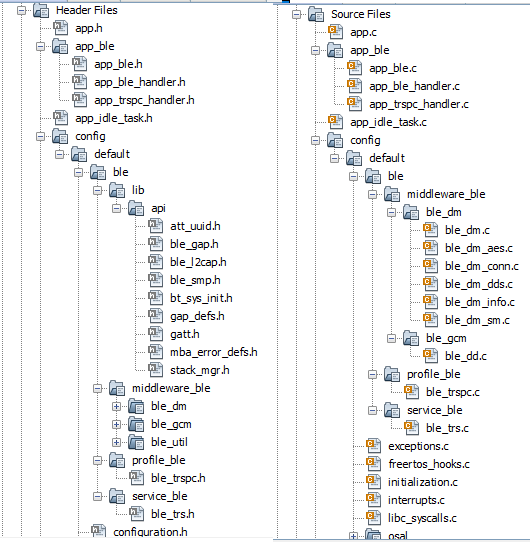 Header Files
app.h
app_ble
app_ble.h
app_ble_handler.h
app_trspc_handler.h
app_idle_task.h
config
default
ble
lib
api
att_uuid.h
ble_gap.h
ble_l2cap.h
ble_smp.h
bt_sys_init.h
gap_defs.h
gatt.h
mba_error_defs.h
stack_mgr.h
middleware_ble
ble_dm
ble_gcm
ble_util
profile_ble
ble_trspc.h
service_ble
ble_trs.h
configuration.h
Source Files
app.c
app_ble
app_ble.c
app_ble_handler.c
app_trspc_handler.c
app_idle_task.c
config
default
ble
middleware_ble
ble_dm
ble_dm.c
ble_dm_aes.c
ble_dm_conn.c
ble_dm_dds.c
ble_dm_info.c
ble_dm_sm.c
ble_gcm
ble_dd.c
profile_ble
ble_trspc.c
service_ble
ble_trs.c
exceptions.c
freertos_hooks.c
initialization.c
interrupts.c
libc_syscalls.c
osal